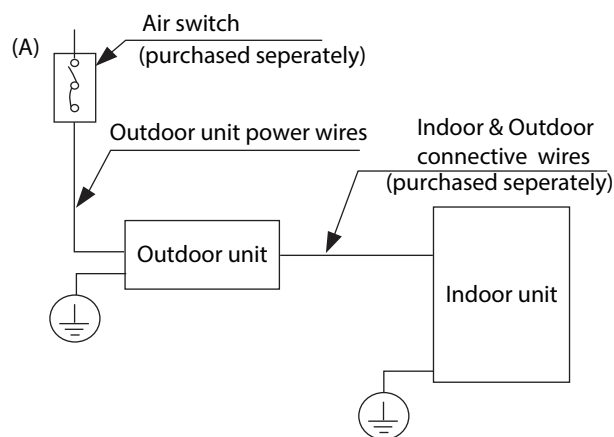 (A)
Air switch
(purchased seperately)
Outdoor unit power wires
Indoor & Outdoor
connective wires
(purchased seperately)
Outdoor unit
Indoor unit